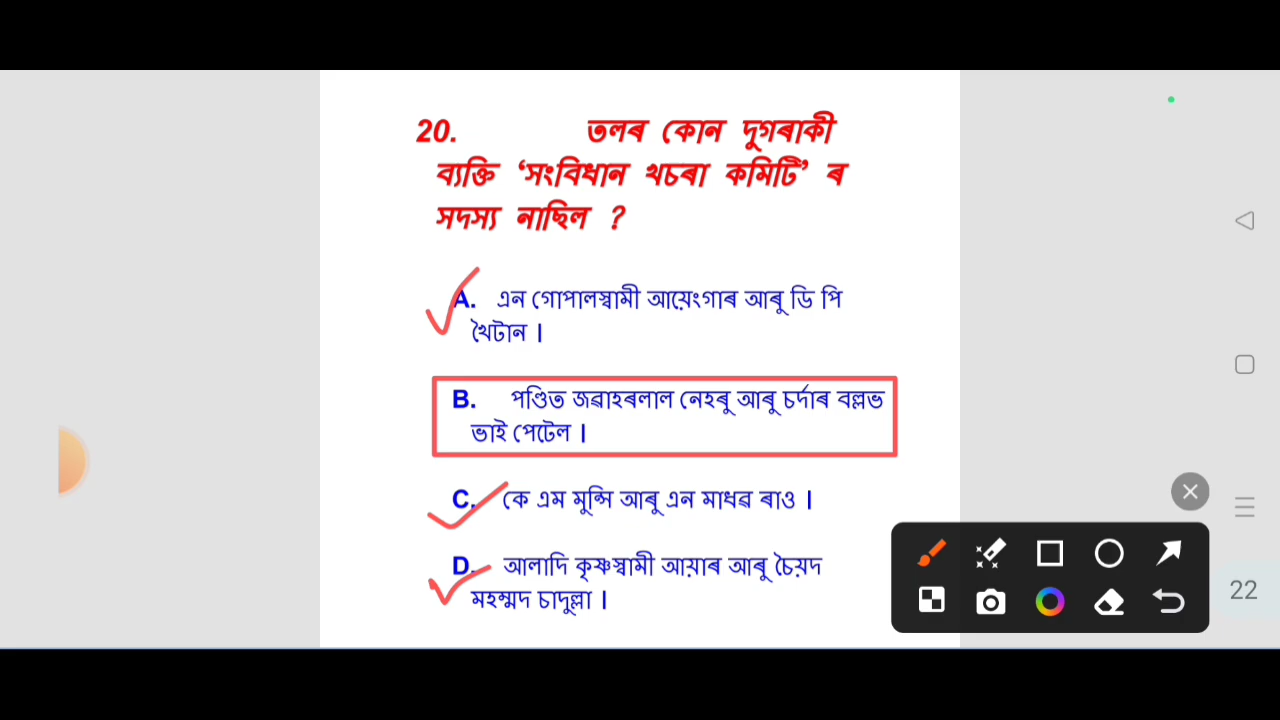 20. তলৰ কোন দুগৰাকী
ব্যক্তি ‘সংবিধান খচৰা কমিটি’ ৰ
সদস্য নাছিল ?
A. এন গোপালস্বামী আয়েংগাৰ আৰু ডি পি
খৈটান ।
B. পণ্ডিত জৱাহৰলাল নেহৰু আৰু চৰ্দাৰ বল্লভ
ভাই পেটেল ।
C. কে এম মুন্সি আৰু এন মাধৱ ৰাও ।
D. আলাদি কৃষ্ণস্বামী আয়াৰ আৰু চৈয়দ
মহম্মদ চাদুল্লা ।
22